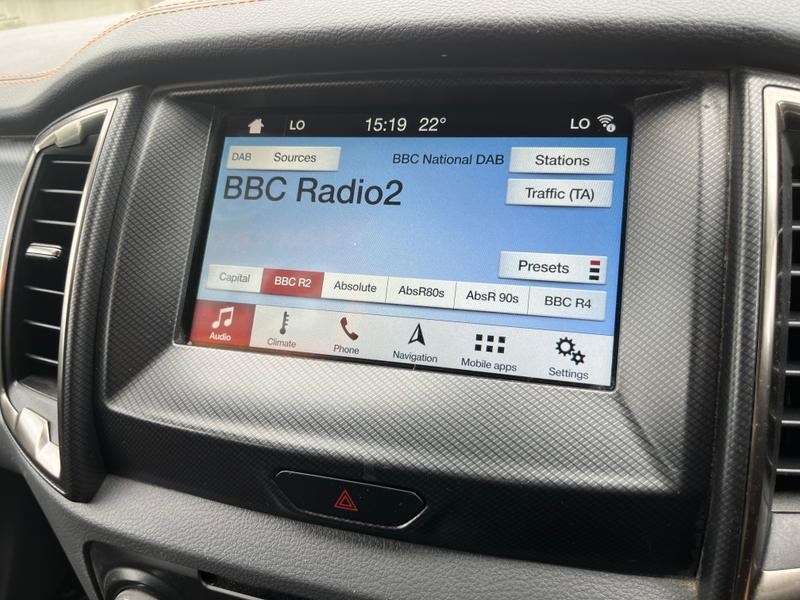 LO 15:19 22° LO
DAB Sources BBC National DAB Stations
BBC Radio2
Traffic (TA)
Presets
Capital BBC R2 Absolute AbsR80s AbsR 90s BBC R4
Audio Climate Phone Navigation Mobile apps Settings